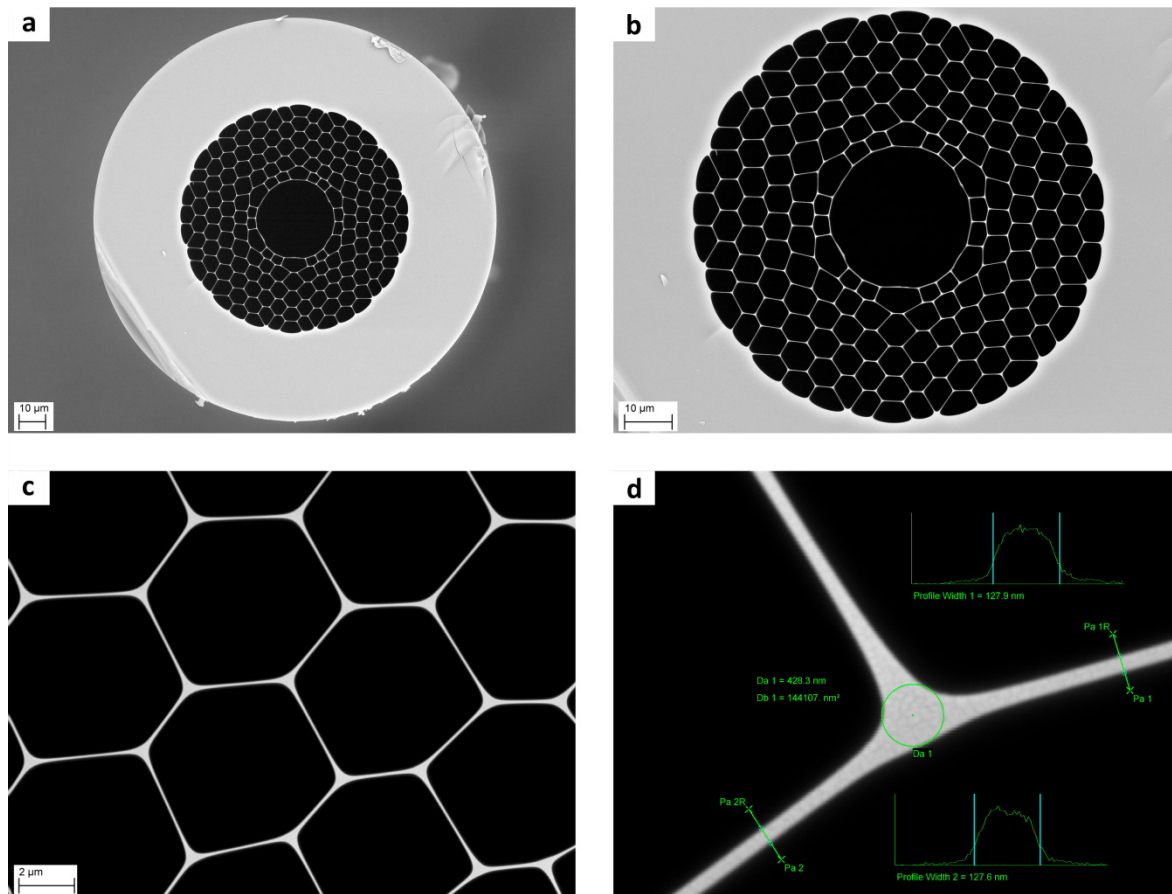 a
10 µm
b
10 µm
c
2 µm
d
Profile Width 1 = 127.9 nm
Pa 1R
Da 1 = 428.3 nm
Db 1 = 144107. nm²
Pa 1
Da 1
Pa 2R
Pa 2
Profile Width 2 = 127.6 nm